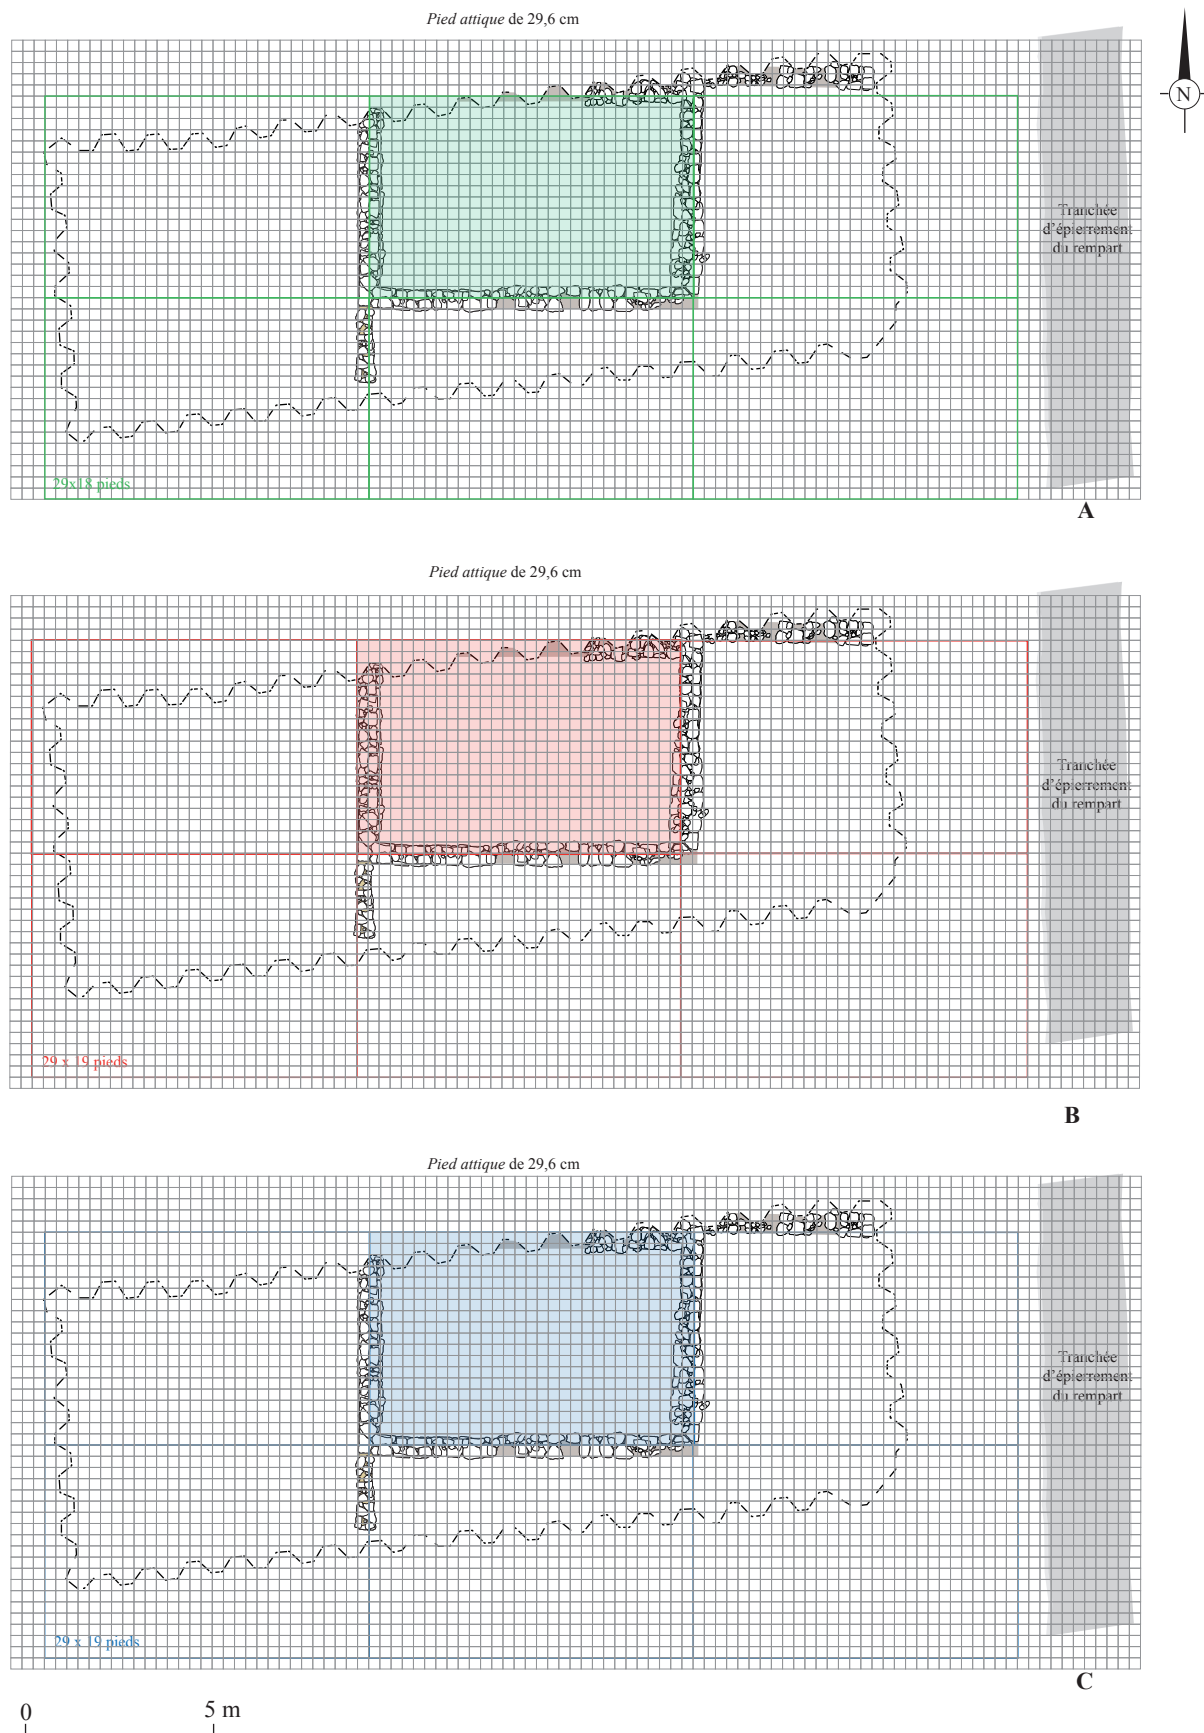 Pied attique de 29,6 cm
N
Tranchée
d'épierrement
du rempart
29x18 pieds
A
Pied attique de 29,6 cm
Tranchée
d'épierrement
du rempart
29 x 19 pieds
B
Pied attique de 29,6 cm
Tranchée
d'épierrement
du rempart
29 x 19 pieds
C
0 5 m